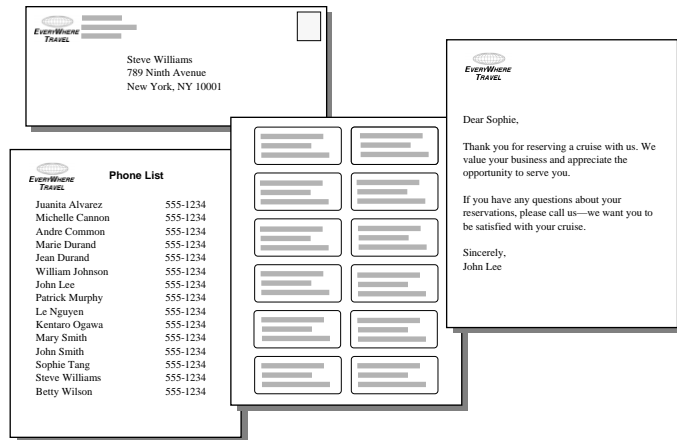 EVERYWHERE
TRAVEL
Steve Williams
789 Ninth Avenue
New York, NY 10001
EVERYWHERE
TRAVEL
Phone List
Juanita Alvarez 555-1234
Michelle Cannon 555-1234
Andre Common 555-1234
Marie Durand 555-1234
Jean Durand 555-1234
William Johnson 555-1234
John Lee 555-1234
Patrick Murphy 555-1234
Le Nguyen 555-1234
Kentaro Ogawa 555-1234
Mary Smith 555-1234
John Smith 555-1234
Sophie Tang 555-1234
Steve Williams 555-1234
Betty Wilson 555-1234
EVERYWHERE
TRAVEL
Dear Sophie,
Thank you for reserving a cruise with us. We
value your business and appreciate the
opportunity to serve you.
If you have any questions about your
reservations, please call us—we want you to
be satisfied with your cruise.
Sincerely,
John Lee